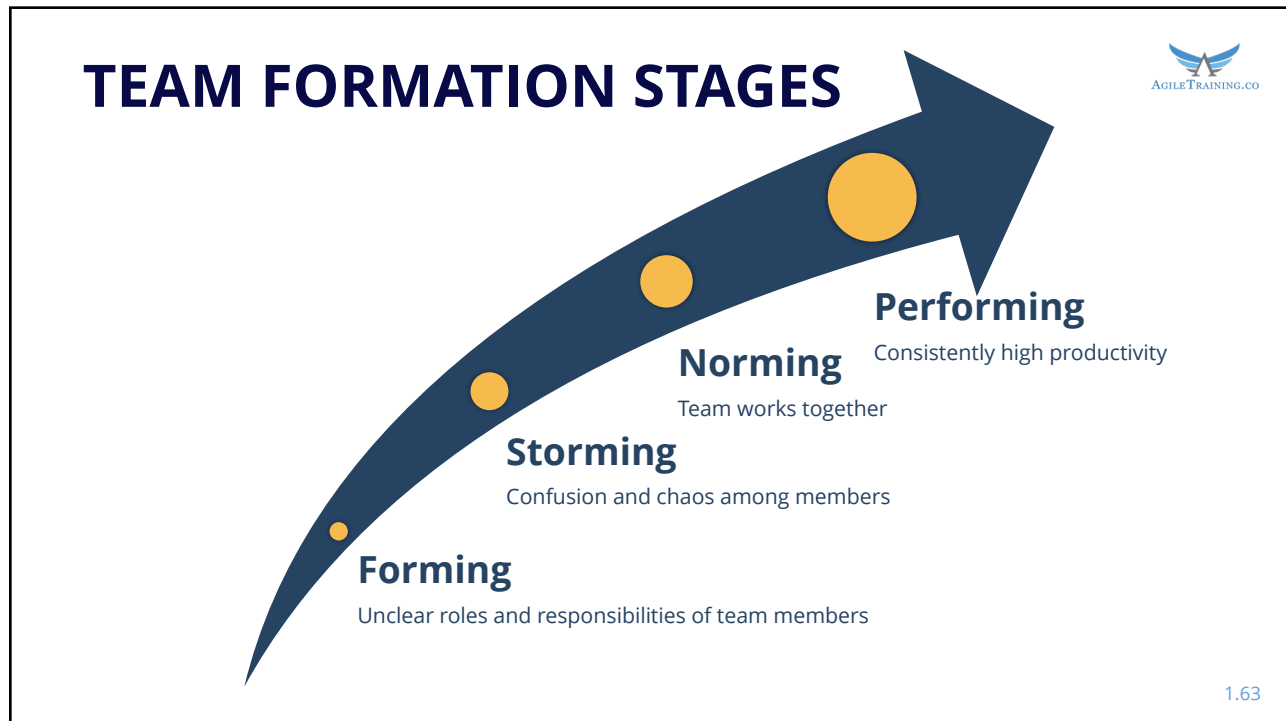 TEAM FORMATION STAGES
AGILETRAINING.CO
Performing
Consistently high productivity
Norming
Team works together
Storming
Confusion and chaos among members
Forming
Unclear roles and responsibilities of team members
1.63